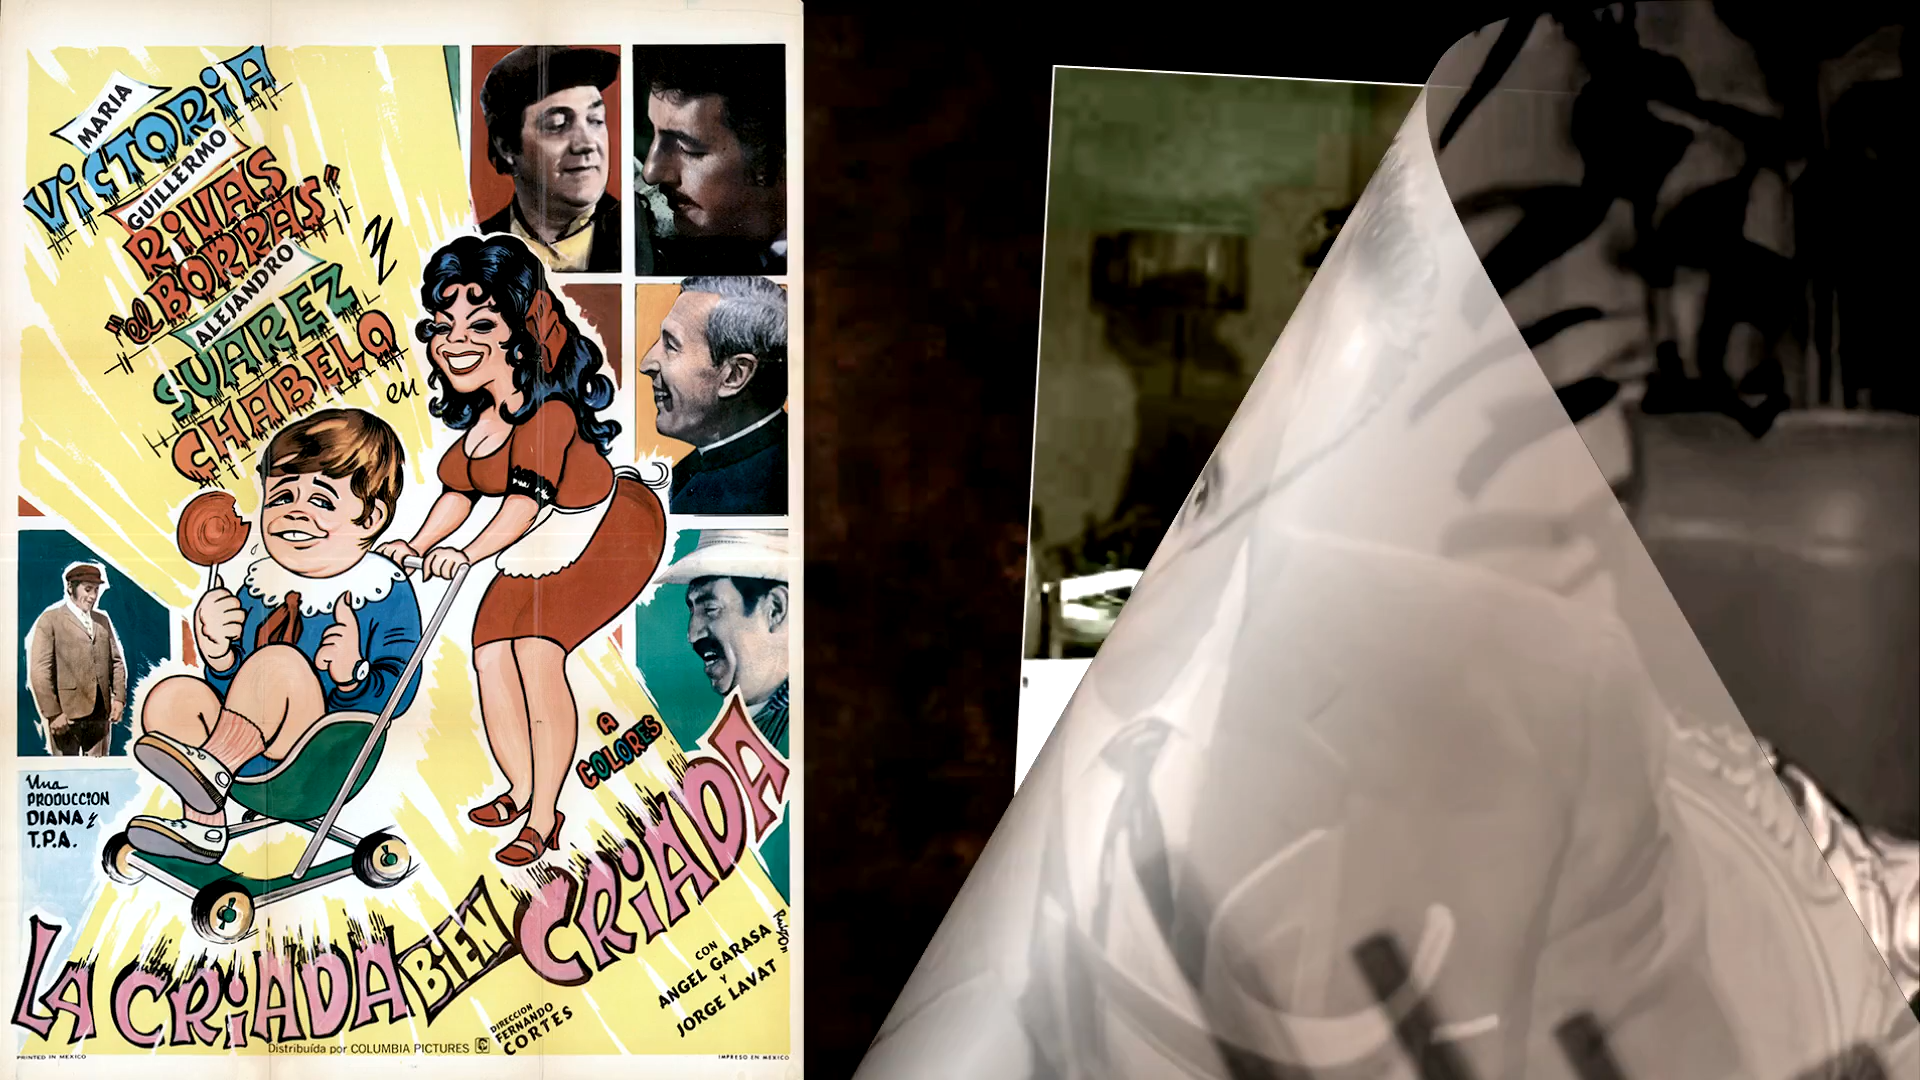 MARIA
VICTORIA
GUILLERMO
RIVAS
"el BORRAS"
ALEJANDRO
SUAREZ y
CHABELO
en
A
COLORES
Una
PRODUCCION
DIANA y
T.P.A.
LA CRIADA BIEN CRIADA
DIRECCION
FERNANDO
CORTES
CON
ANGEL GARASA
Y
JORGE LAVAT
Distribuída por COLUMBIA PICTURES
PRINTED IN MEXICO
IMPRESO EN MEXICO